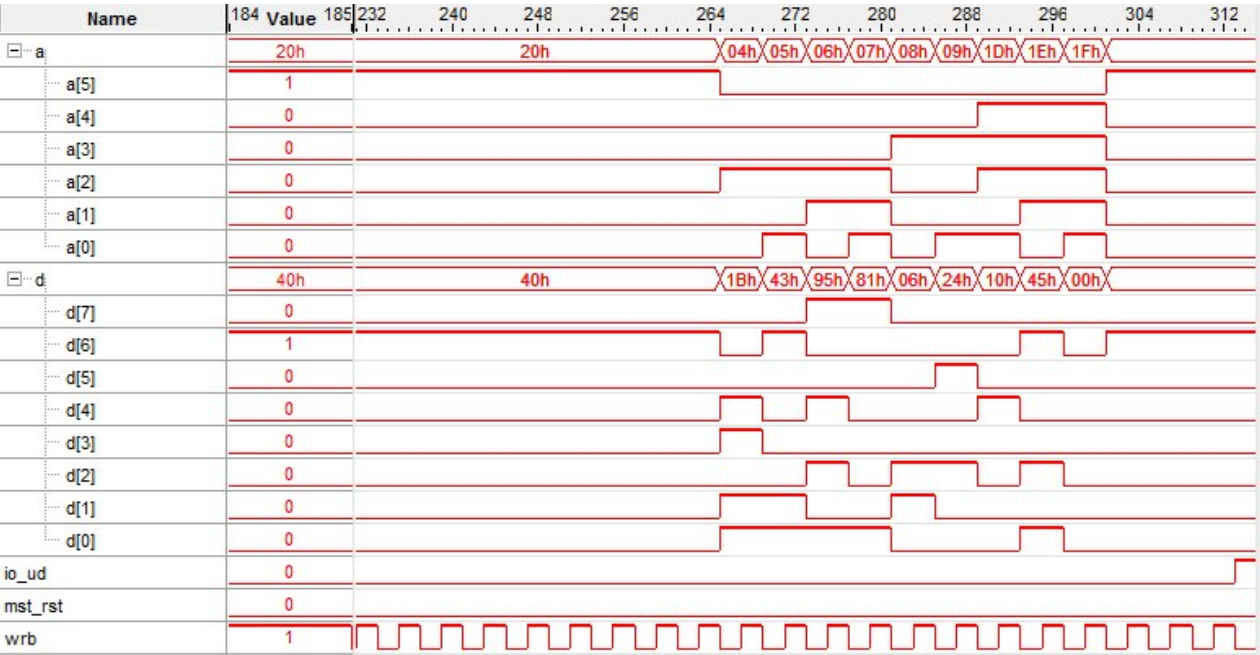 Name 184 Value 185 232 240 248 256 264 272 280 288 296 304 312
a 20h 20h 04h 05h 06h 07h 08h 09h 1Dh 1Eh 1Fh
a[5] 1
a[4] 0
a[3] 0
a[2] 0
a[1] 0
a[0] 0
d 40h 40h 1Bh 43h 95h 81h 06h 24h 10h 45h 00h
d[7] 0
d[6] 1
d[5] 0
d[4] 0
d[3] 0
d[2] 0
d[1] 0
d[0] 0
io_ud 0
mst_rst 0
wrb 1